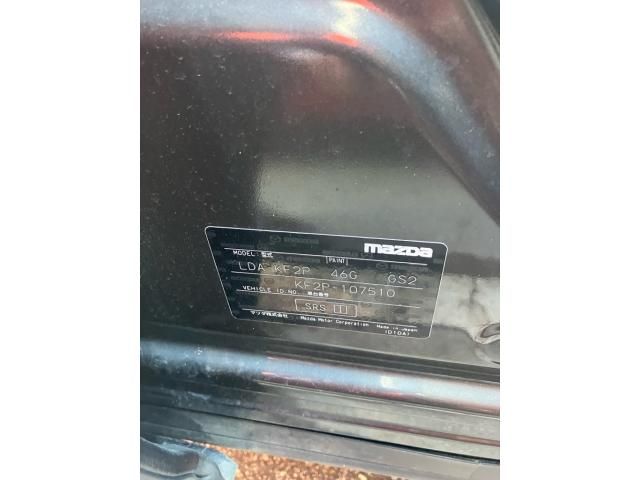 mazda
MODEL 型式 PAINT
LDA-KF2P 46G GS2
KF2P-107510
VEHICLE ID.NO. 車台番号
SRS
マツダ株式会社 Mazda Motor Corporation Made in Japan
(D10A)